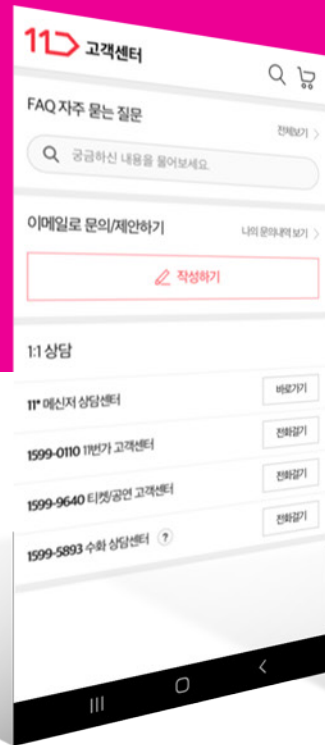 11 고객센터
FAQ 자주 묻는 질문
전체보기 >
궁금하신 내용을 물어보세요.
이메일로 문의/제안하기
나의 문의내역 보기 >
작성하기
1:1 상담
11* 메신저 상담센터
바로가기
1599-0110 11번가 고객센터
전화걸기
1599-9640 티켓/공연 고객센터
전화걸기
1599-5893 수화 상담센터 ?
전화걸기